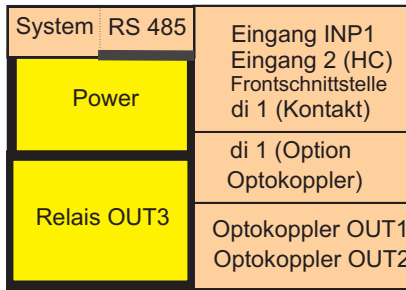 System RS 485
Power
Relais OUT3
Eingang INP1
Eingang 2 (HC)
Frontschnittstelle
di 1 (Kontakt)
di 1 (Option
Optokoppler)
Optokoppler OUT1
Optokoppler OUT2